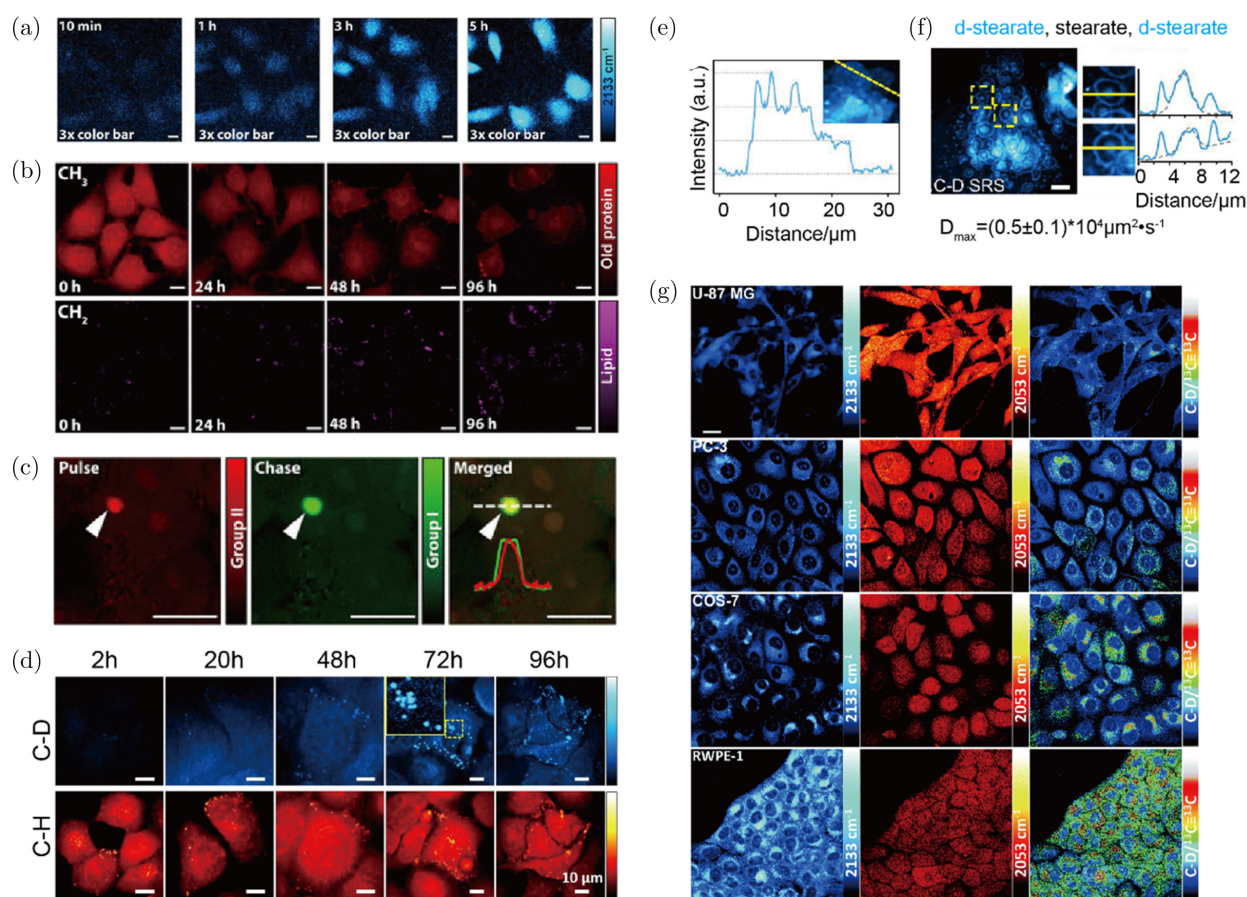 (a)
10 min 1 h 3 h 5 h
3x color bar 3x color bar 3x color bar 3x color bar
2133 cm⁻¹
(b)
CH₃
0 h 24 h 48 h 96 h
Old protein
CH₂
0 h 24 h 48 h 96 h
Lipid
(c)
Pulse Chase Merged
Group II Group I
(d)
2h 20h 48h 72h 96h
C-D
C-H
10 µm
(e)
Intensity (a.u.)
0 10 20 30
Distance/µm
(f)
d-stearate, stearate, d-stearate
C-D SRS
0 4 8 12
Distance/µm
Dmax=(0.5±0.1)*10⁴µm²•s⁻¹
(g)
U-87 MG
2133 cm⁻¹ 2053 cm⁻¹ C-D/¹³C≡¹³C
PC-3
2133 cm⁻¹ 2053 cm⁻¹ C-D/¹³C≡¹³C
COS-7
2133 cm⁻¹ 2053 cm⁻¹ C-D/¹³C≡¹³C
RWPE-1
2133 cm⁻¹ 2053 cm⁻¹ C-D/¹³C≡¹³C